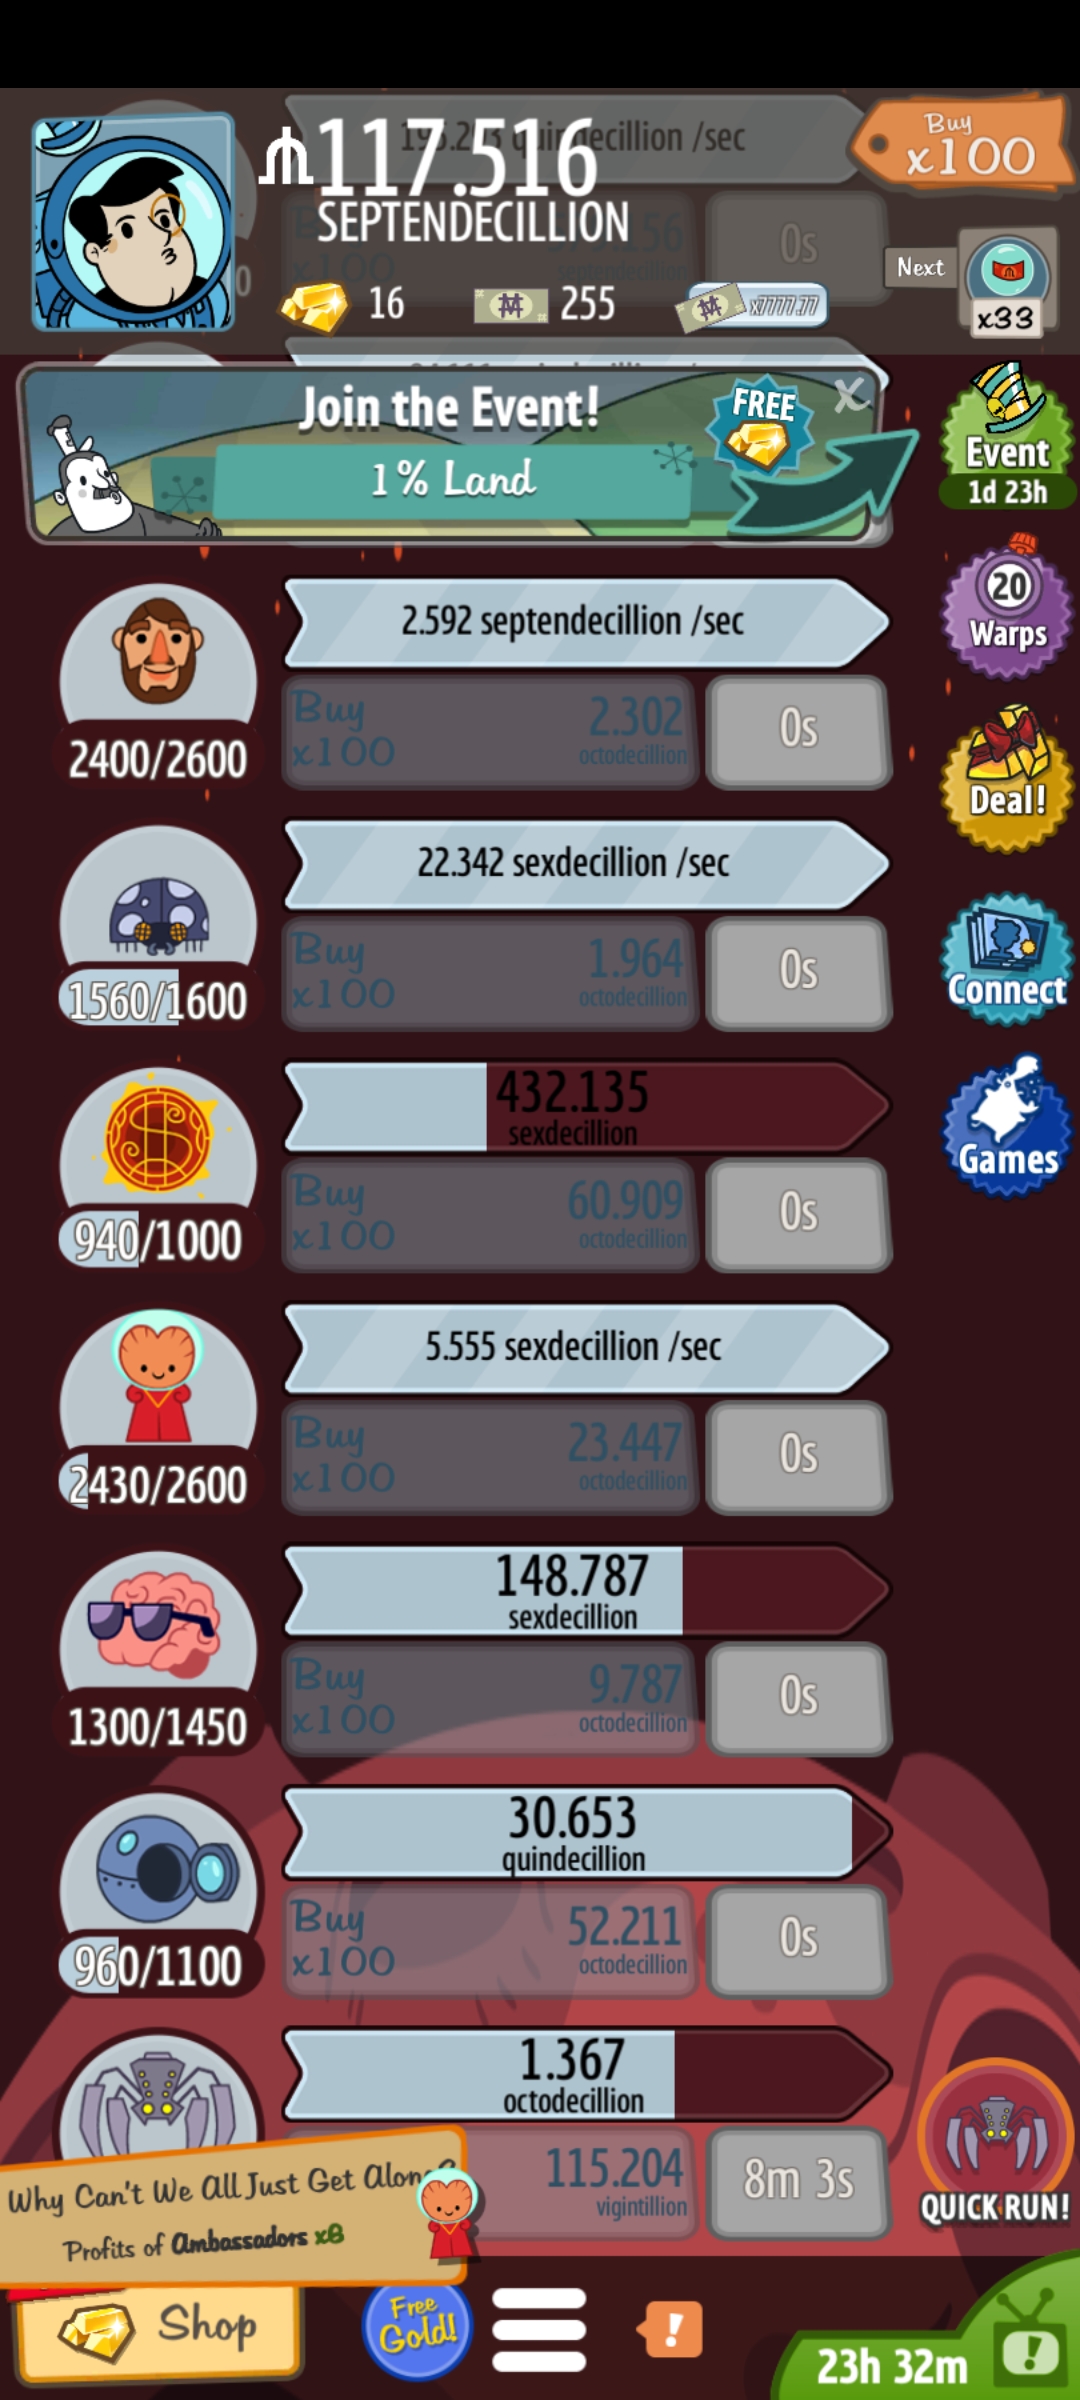 117.516
SEPTENDECILLION
16
255
x7777.77
Buy
x100
Next
x33
quindecillion /sec
0s
Join the Event!
FREE
1% Land
X
Event
1d 23h
2.592 septendecillion /sec
Buy
x100
2.302
octodecillion
0s
2400/2600
20
Warps
Deal!
22.342 sexdecillion /sec
Buy
x100
1.964
octodecillion
0s
1560/1600
Connect
432.135
sexdecillion
Buy
x100
60.909
octodecillion
0s
940/1000
Games
5.555 sexdecillion /sec
Buy
x100
23.447
octodecillion
0s
2430/2600
148.787
sexdecillion
Buy
x100
9.787
octodecillion
0s
1300/1450
30.653
quindecillion
Buy
x100
52.211
octodecillion
0s
960/1100
1.367
octodecillion
115.204
vigintillion
8m 3s
QUICK RUN!
Why Can't We All Just Get Along?
Profits of Ambassadors x8
Shop
Free
Gold!
!
23h 32m
!